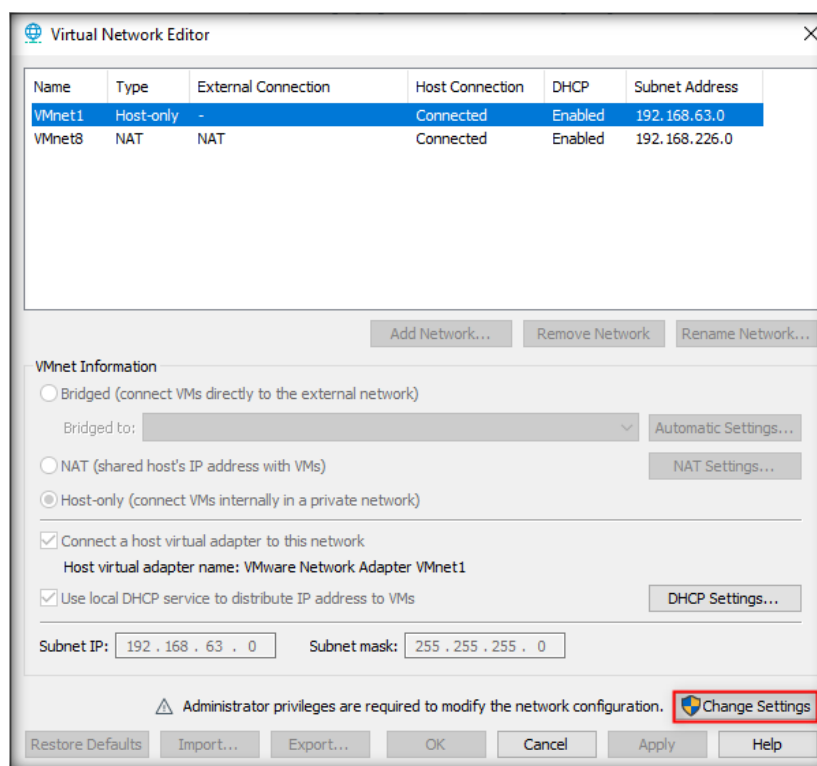 Virtual Network Editor
Name Type External Connection Host Connection DHCP Subnet Address
VMnet1 Host-only - Connected Enabled 192.168.63.0
VMnet8 NAT NAT Connected Enabled 192.168.226.0
Add Network... Remove Network Rename Network...
VMnet Information
Bridged (connect VMs directly to the external network)
Bridged to: Automatic Settings...
NAT (shared host's IP address with VMs) NAT Settings...
Host-only (connect VMs internally in a private network)
Connect a host virtual adapter to this network
Host virtual adapter name: VMware Network Adapter VMnet1
Use local DHCP service to distribute IP address to VMs DHCP Settings...
Subnet IP: 192 . 168 . 63 . 0 Subnet mask: 255 . 255 . 255 . 0
Administrator privileges are required to modify the network configuration. Change Settings
Restore Defaults Import... Export... OK Cancel Apply Help